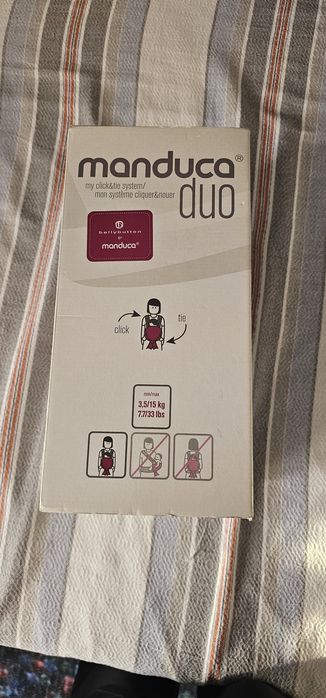 manduca®
duo
my click&tie system/
mon système cliquer&nouer
bellybutton
BY
manduca®
click
tie
min/max
3,5/15 kg
7.7/33 lbs